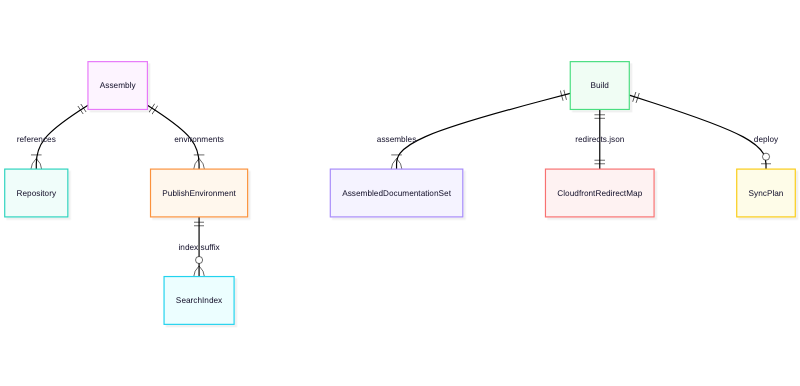 Assembly
Build
references
environments
assembles
redirects.json
deploy
Repository
PublishEnvironment
AssembledDocumentationSet
CloudfrontRedirectMap
SyncPlan
index suffix
SearchIndex